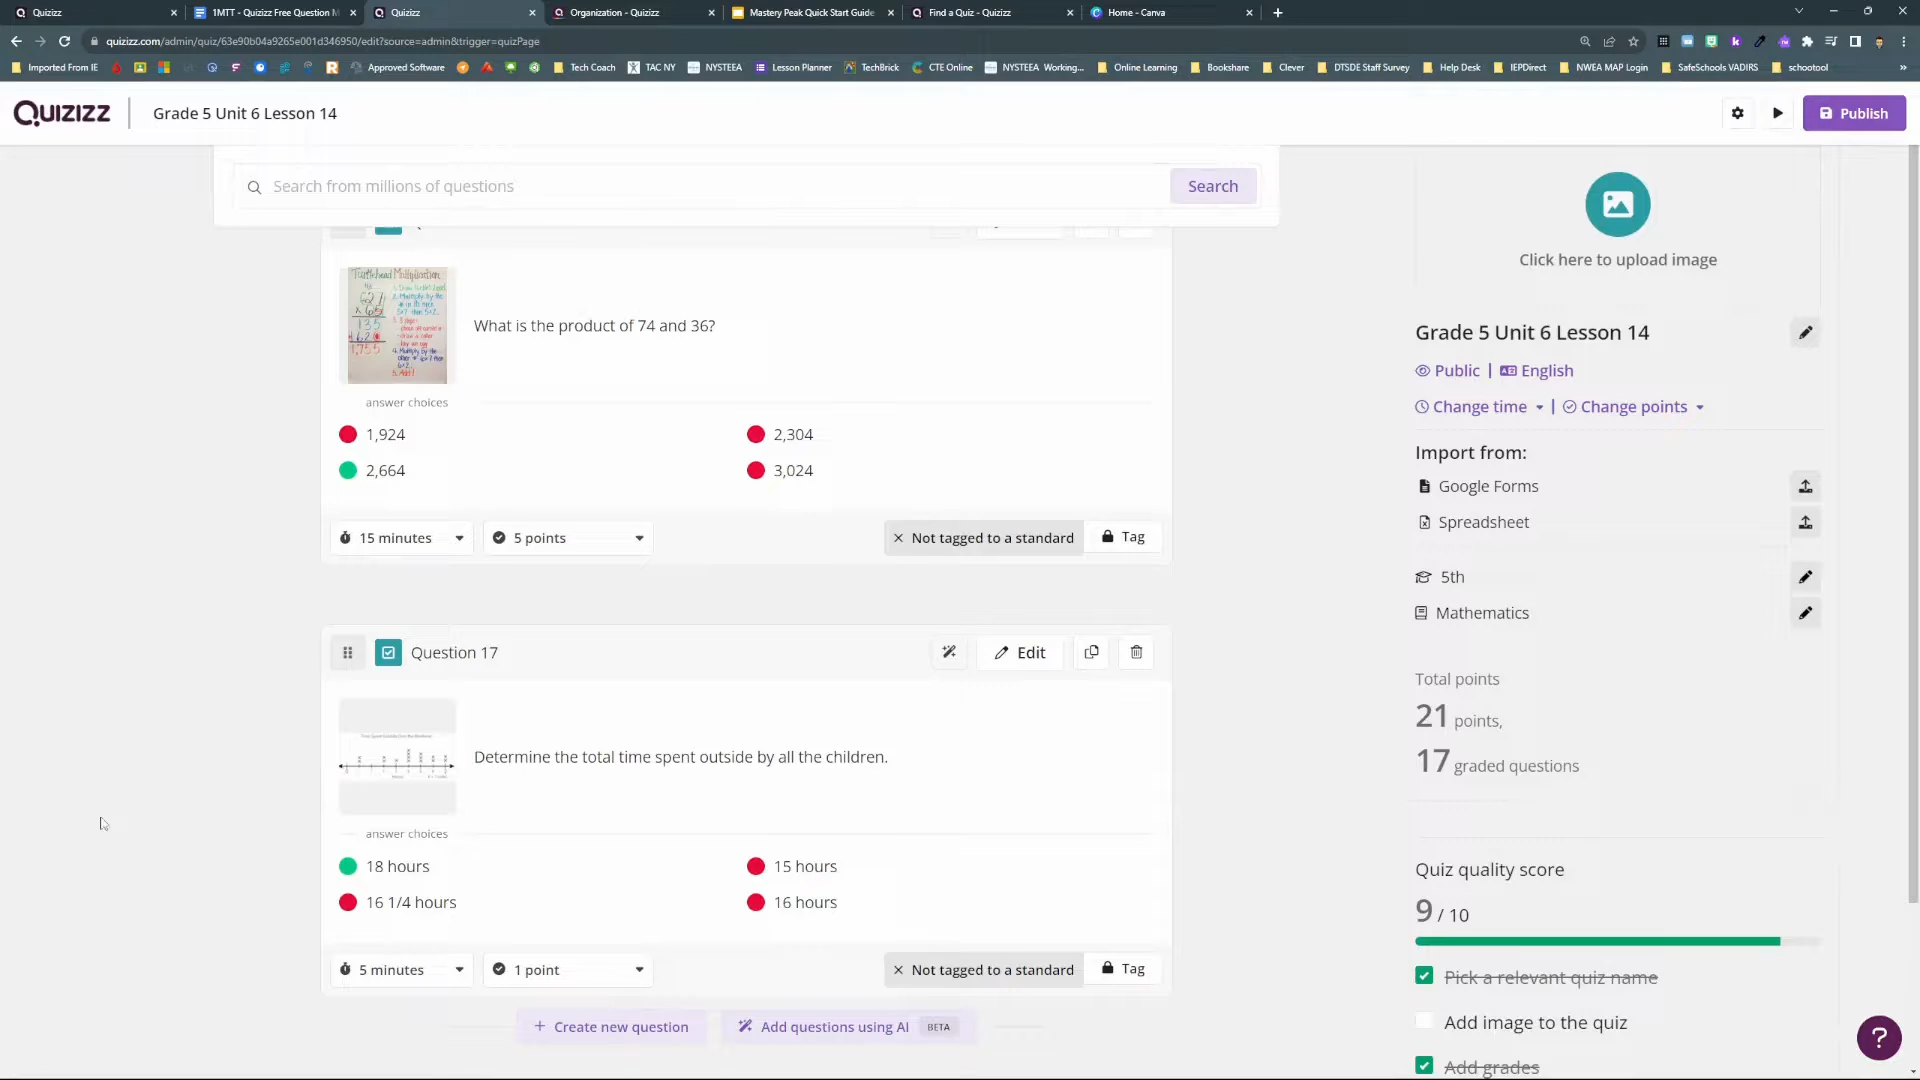 Quizizz
1MTT - Quizizz Free Question M
Quizizz
Organization - Quizizz
Mastery Peak Quick Start Guide
Find a Quiz - Quizizz
Home - Canva
quizizz.com/admin/quiz/63e90b04a9265e001d346950/edit?source=admin&trigger=quizPage
Imported From IE
Approved Software
Tech Coach
TAC NY
NYSTEEA
Lesson Planner
TechBrick
CTE Online
NYSTEEA Working...
Online Learning
Bookshare
Clever
DTSDE Staff Survey
Help Desk
IEPDirect
NWEA MAP Login
SafeSchools VADIRS
schootool
Quizizz
Grade 5 Unit 6 Lesson 14
Publish
Search from millions of questions
Search
Turtlehead Multiplication
What is the product of 74 and 36?
answer choices
1,924
2,304
2,664
3,024
15 minutes
5 points
Not tagged to a standard
Tag
Question 17
Edit
Determine the total time spent outside by all the children.
answer choices
18 hours
15 hours
16 1/4 hours
16 hours
5 minutes
1 point
Not tagged to a standard
Tag
Create new question
Add questions using AI BETA
Click here to upload image
Grade 5 Unit 6 Lesson 14
Public | English
Change time | Change points
Import from:
Google Forms
Spreadsheet
5th
Mathematics
Total points
21 points,
17 graded questions
Quiz quality score
9 / 10
Pick a relevant quiz name
Add image to the quiz
Add grades
?